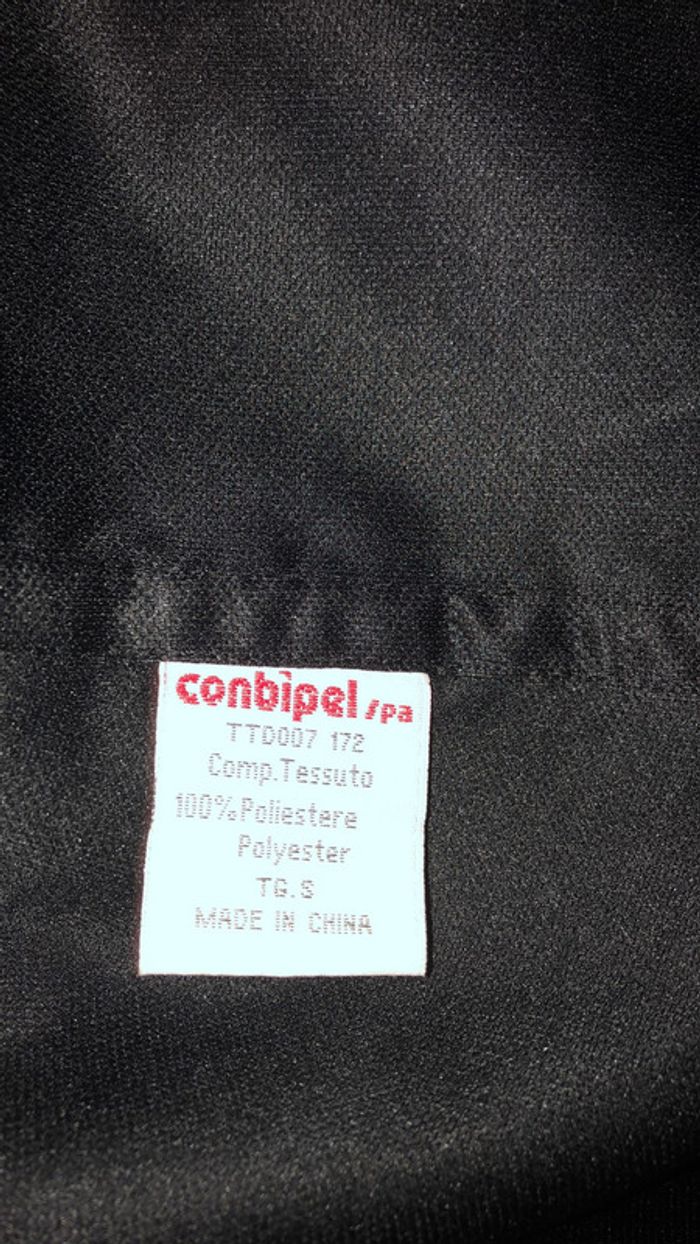 conbipel spa
TTD007 172
Comp.Tessuto
100%Poliestere
Polyester
TG.S
MADE IN CHINA